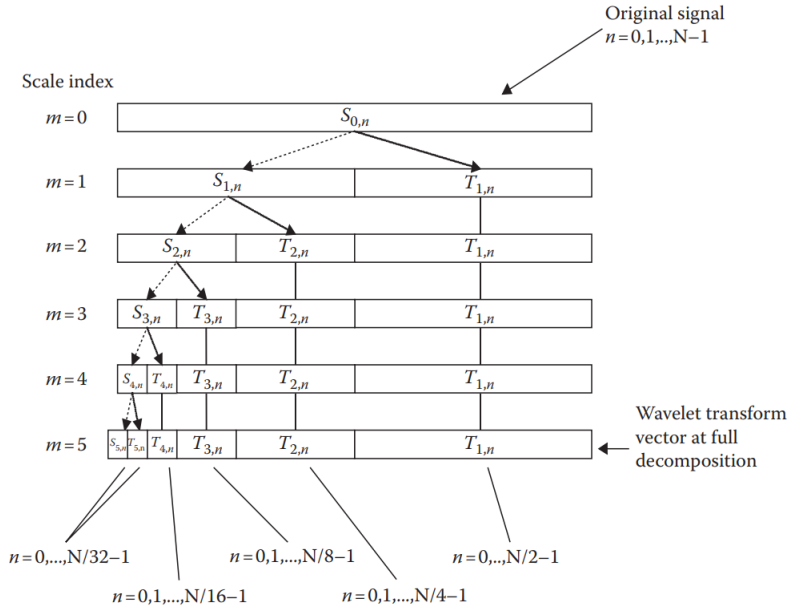 Original signal
n=0,1,..,N−1
Scale index
m=0
S0,n
m=1
S1,n
T1,n
m=2
S2,n
T2,n
T1,n
m=3
S3,n
T3,n
T2,n
T1,n
m=4
S4,n
T4,n
T3,n
T2,n
T1,n
m=5
S5,n
T5,n
T4,n
T3,n
T2,n
T1,n
Wavelet transform
vector at full
decomposition
n=0,...,N/32−1
n=0,1,...,N/8−1
n=0,..,N/2−1
n=0,1,...,N/16−1
n=0,1,...,N/4−1